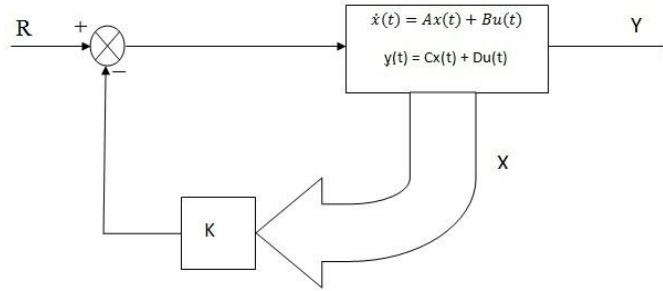 R
+
ẋ(t) = Ax(t) + Bu(t)
y(t) = Cx(t) + Du(t)
Y
−
X
K